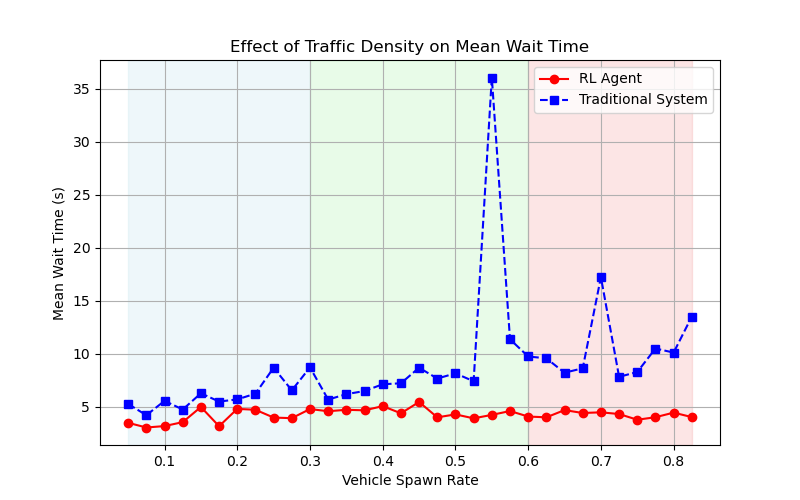 Effect of Traffic Density on Mean Wait Time
RL Agent
Traditional System
Mean Wait Time (s)
35
30
25
20
15
10
5
0.1 0.2 0.3 0.4 0.5 0.6 0.7 0.8
Vehicle Spawn Rate